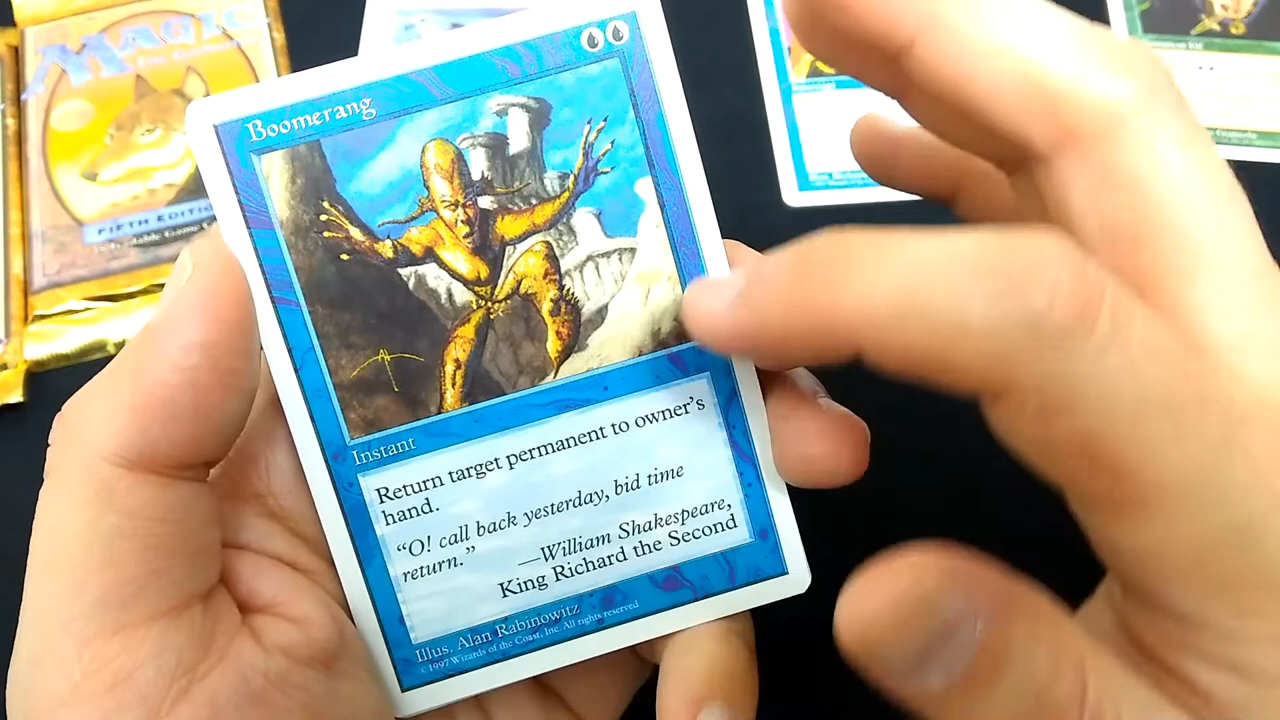 MAGIC
FIFTH EDITION
Boomerang
Instant
Return target permanent to owner's
hand.
“O! call back yesterday, bid time
return.”
—William Shakespeare,
King Richard the Second
Illus. Alan Rabinowitz
©1997 Wizards of the Coast, Inc. All rights reserved